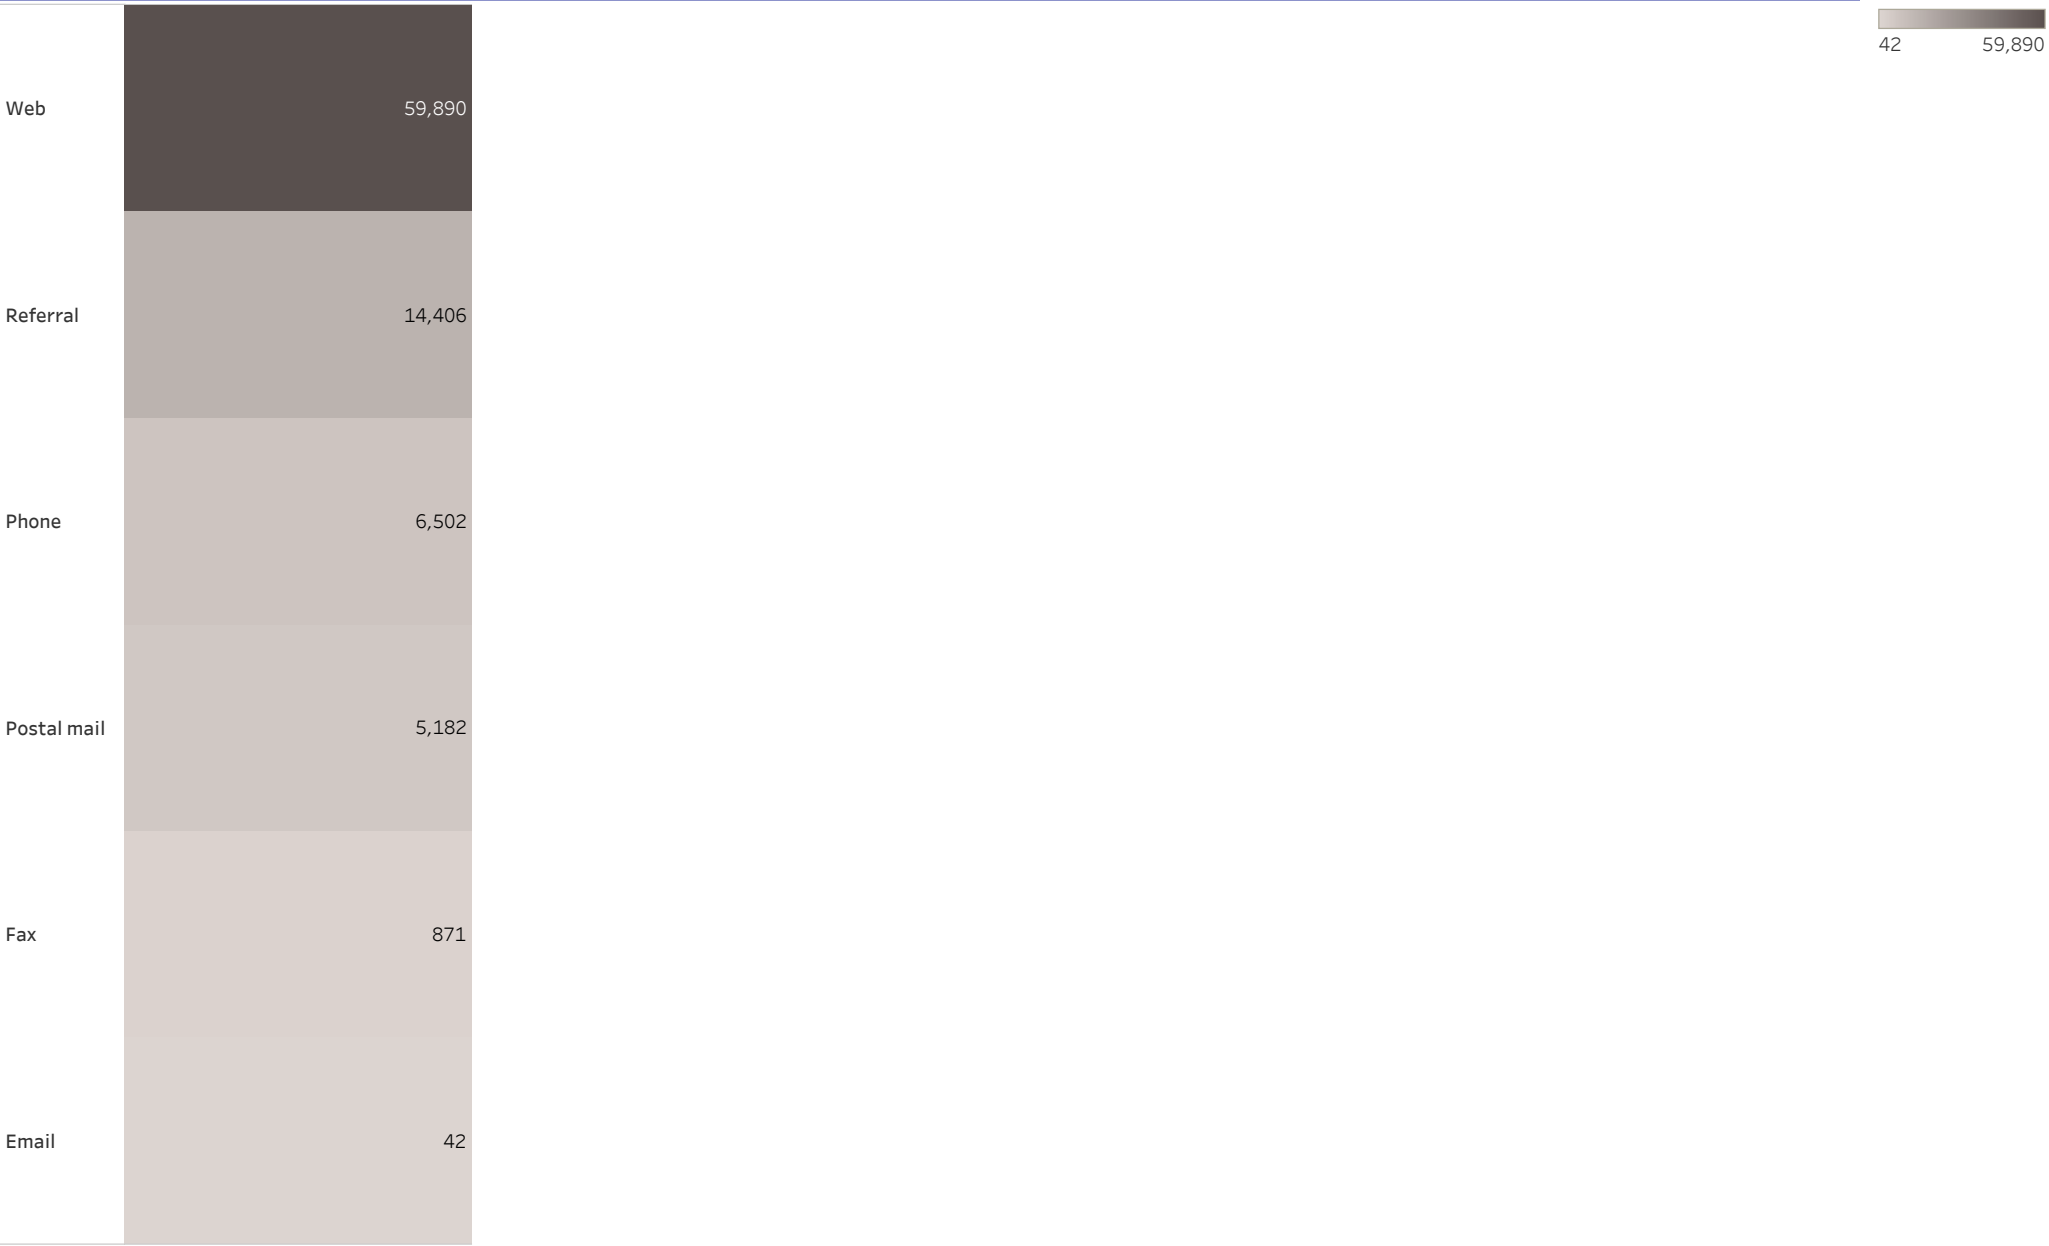 42 59,890
Web 59,890
Referral 14,406
Phone 6,502
Postal mail 5,182
Fax 871
Email 42